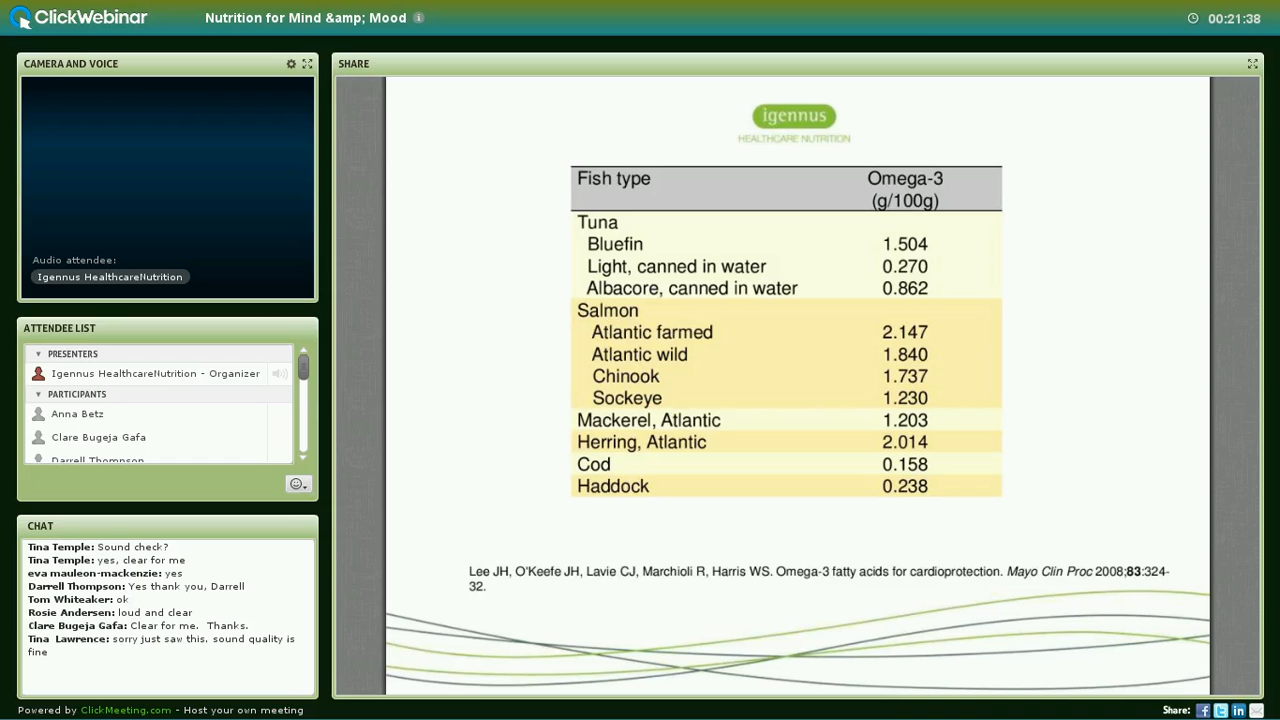 ClickWebinar
Nutrition for Mind &amp; Mood
00:21:38
CAMERA AND VOICE
Audio attendee:
Igennus HealthcareNutrition
ATTENDEE LIST
PRESENTERS
Igennus HealthcareNutrition - Organizer
PARTICIPANTS
Anna Betz
Clare Bugeja Gafa
Darrell Thompson
CHAT
Tina Temple: Sound check?
Tina Temple: yes, clear for me
eva mauleon-mackenzie: yes
Darrell Thompson: Yes thank you, Darrell
Tom Whiteaker: ok
Rosie Andersen: loud and clear
Clare Bugeja Gafa: Clear for me. Thanks.
Tina Lawrence: sorry just saw this, sound quality is
fine
SHARE
igennus
HEALTHCARE NUTRITION
Fish type Omega-3
(g/100g)
Tuna
Bluefin 1.504
Light, canned in water 0.270
Albacore, canned in water 0.862
Salmon
Atlantic farmed 2.147
Atlantic wild 1.840
Chinook 1.737
Sockeye 1.230
Mackerel, Atlantic 1.203
Herring, Atlantic 2.014
Cod 0.158
Haddock 0.238
Lee JH, O'Keefe JH, Lavie CJ, Marchioli R, Harris WS. Omega-3 fatty acids for cardioprotection. Mayo Clin Proc 2008;83:324-
32.
Powered by ClickMeeting.com - Host your own meeting
Share: